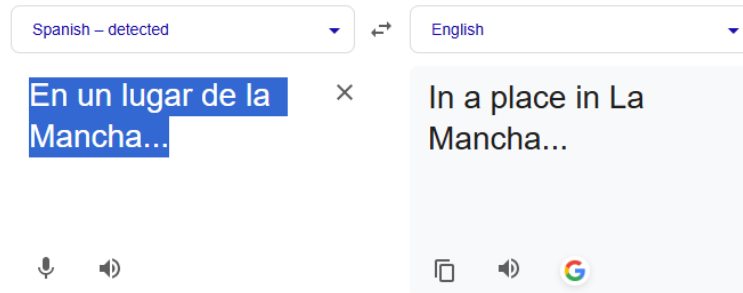 Spanish – detected
English
En un lugar de la
Mancha...
In a place in La
Mancha...